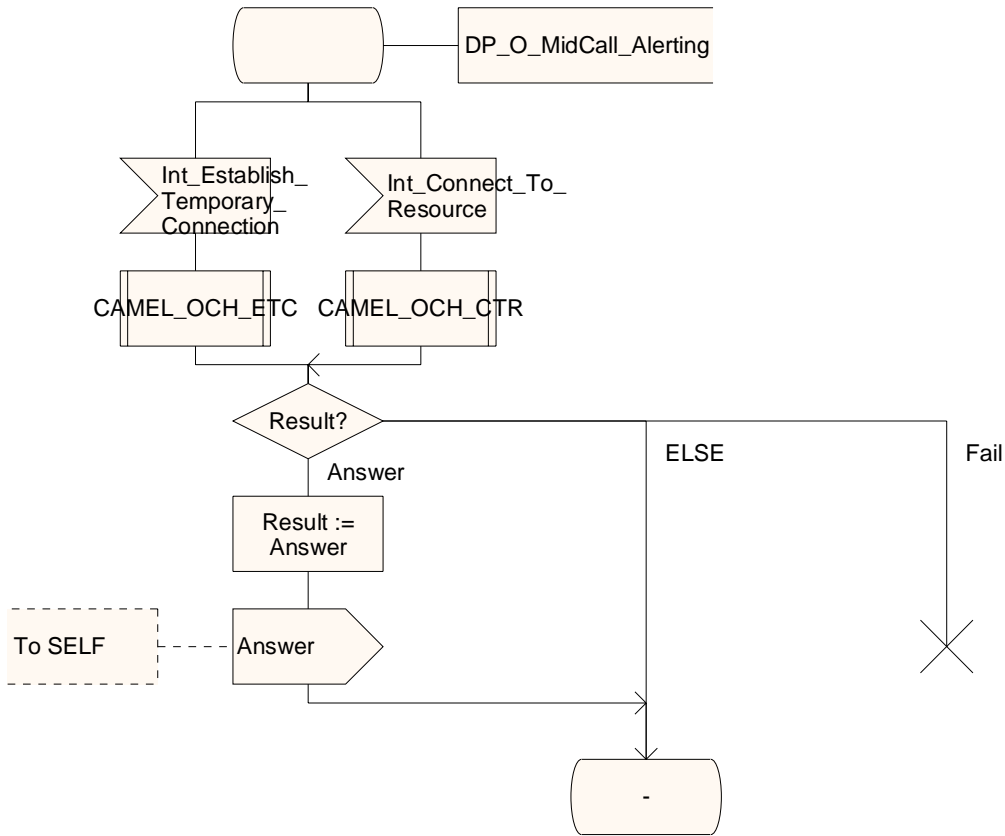 DP_O_MidCall_Alerting
Int_Establish_
Temporary_
Connection
Int_Connect_To_
Resource
CAMEL_OCH_ETC
CAMEL_OCH_CTR
Result?
ELSE
Fail
Answer
Result :=
Answer
To SELF
Answer
-